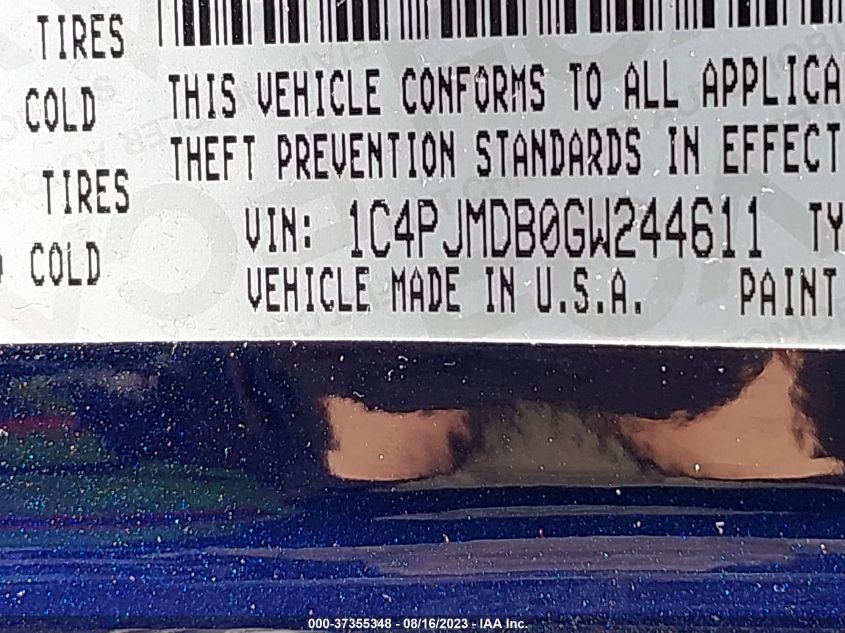 TIRES
COLD THIS VEHICLE CONFORMS TO ALL APPLICA
THEFT PREVENTION STANDARDS IN EFFECT
TIRES VIN: 1C4PJMDB0GW244611 TY
COLD VEHICLE MADE IN U.S.A. PAINT
000-37355348 - 08/16/2023 - IAA Inc.